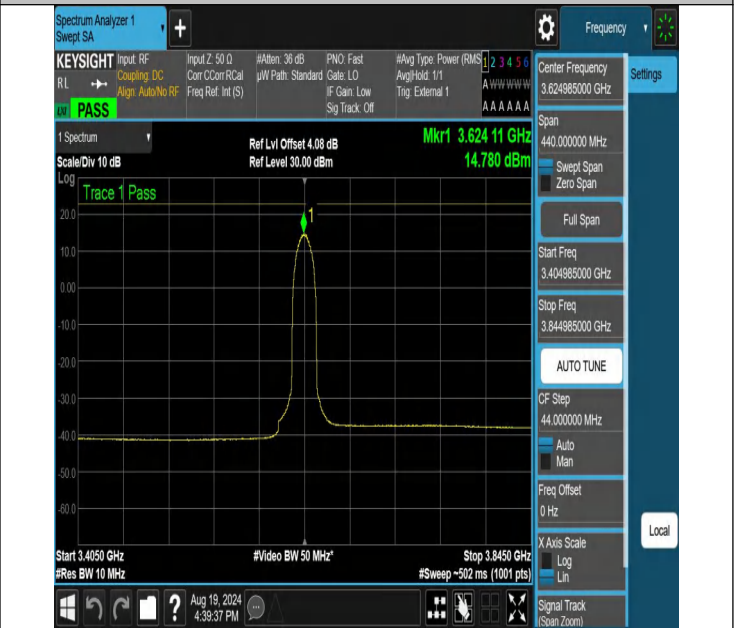 Spectrum Analyzer 1
Swept SA
+
Frequency
KEYSIGHT
RL
PASS
Input: RF
Coupling: DC
Align: Auto/No RF
Input Z: 50 Ω
Corr CCorr RCal
Freq Ref: Int (S)
#Atten: 36 dB
µW Path: Standard
PNO: Fast
Gate: LO
IF Gain: Low
Sig Track: Off
#Avg Type: Power (RMS
Avg|Hold: 1/1
Trig: External 1
1 2 3 4 5 6
A W W W W W
A A A A A A
1 Spectrum
Scale/Div 10 dB
Log
Ref Lvl Offset 4.08 dB
Ref Level 30.00 dBm
Mkr1 3.624 11 GHz
14.780 dBm
Trace 1 Pass
1
20.0
10.0
0.00
-10.0
-20.0
-30.0
-40.0
-50.0
-60.0
Start 3.4050 GHz
#Res BW 10 MHz
#Video BW 50 MHz*
Stop 3.8450 GHz
#Sweep ~502 ms (1001 pts)
Center Frequency
3.624985000 GHz
Settings
Span
440.000000 MHz
Swept Span
Zero Span
Full Span
Start Freq
3.404985000 GHz
Stop Freq
3.844985000 GHz
AUTO TUNE
CF Step
44.000000 MHz
Auto
Man
Freq Offset
0 Hz
X Axis Scale
Log
Lin
Local
Signal Track
(Span Zoom)
?
Aug 19, 2024
4:39:37 PM